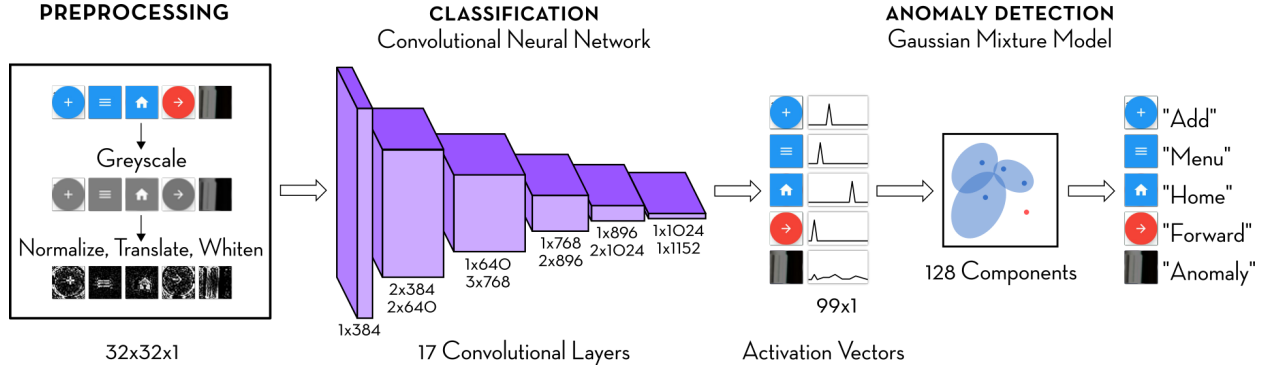 PREPROCESSING
Greyscale
Normalize, Translate, Whiten
32x32x1
CLASSIFICATION
Convolutional Neural Network
1x384
2x384
2x640
1x640
3x768
1x768
2x896
1x896
2x1024
1x1024
1x1152
17 Convolutional Layers
99x1
Activation Vectors
ANOMALY DETECTION
Gaussian Mixture Model
128 Components
"Add"
"Menu"
"Home"
"Forward"
"Anomaly"